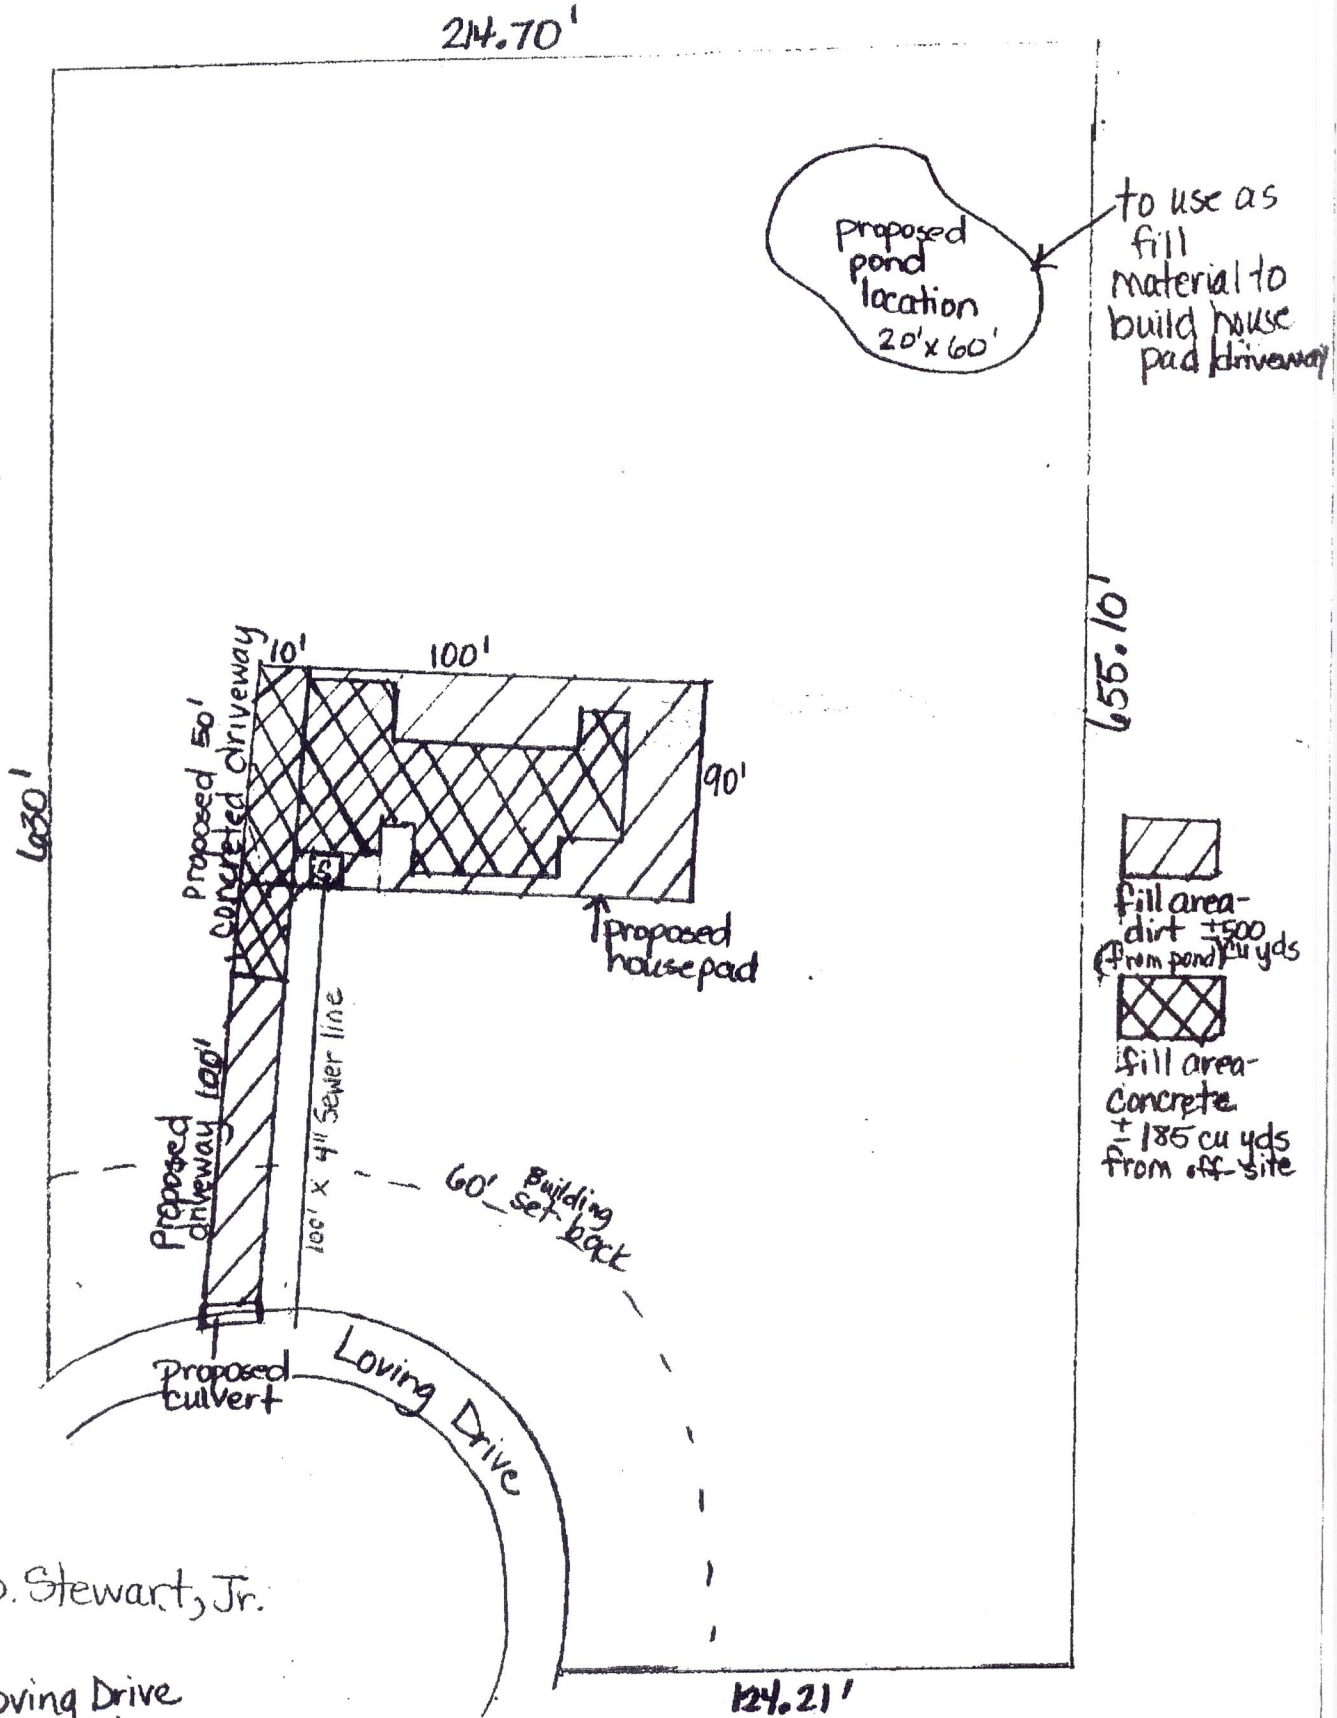 214.70'
proposed
pond
location
20' x 60'
to use as
fill
material to
build house
pad/driveway
655.10'
630'
10'
100'
90'
Proposed 50'
concrete driveway
S
proposed
housepad
fill area-
dirt ±500
(from pond) cu yds
fill area-
concrete
± 185 cu yds
from off-site
Proposed
driveway 100'
100' x 4" Sewer line
60' Building
set back
proposed
culvert
Loving Drive
. Stewart, Jr.
oving Drive
124.21'